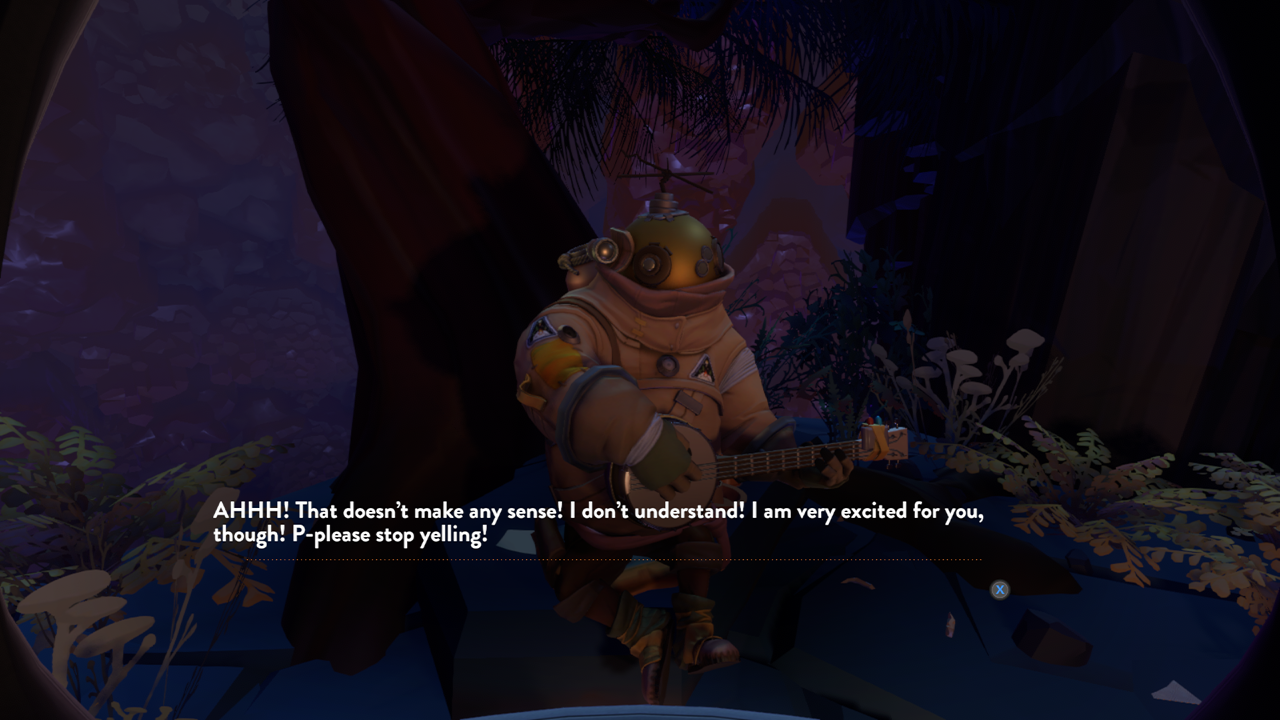 AHHH! That doesn't make any sense! I don't understand! I am very excited for you,
though! P-please stop yelling!
X